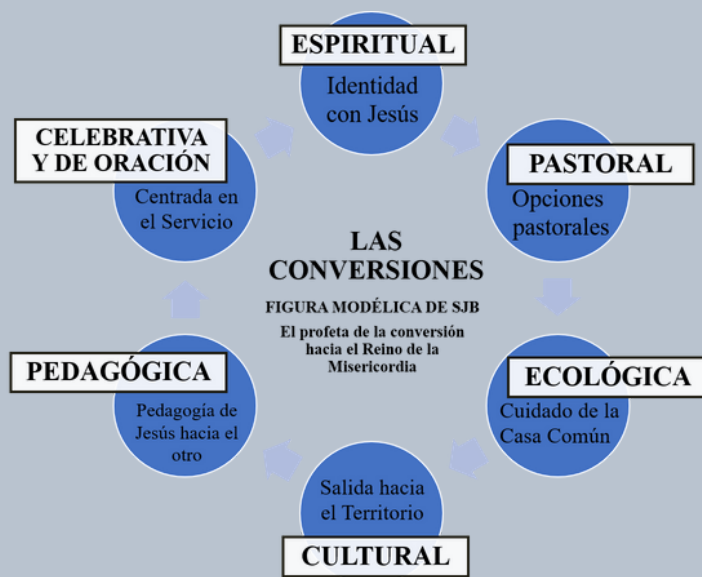 ESPIRITUAL
Identidad
con Jesús
PASTORAL
Opciones
pastorales
ECOLÓGICA
Cuidado de la
Casa Común
Salida hacia
el Territorio
CULTURAL
PEDAGÓGICA
Pedagogía de
Jesús hacia el
otro
CELEBRATIVA
Y DE ORACIÓN
Centrada en
el Servicio
LAS
CONVERSIONES
FIGURA MODÉLICA DE SJB
El profeta de la conversión
hacia el Reino de la
Misericordia